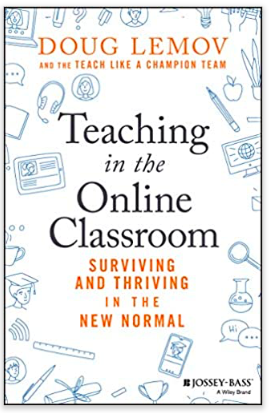 DOUG LEMOV
AND THE TEACH LIKE A CHAMPION TEAM
Teaching
in the
Online
Classroom
SURVIVING
AND THRIVING
IN THE
NEW NORMAL
Hi
JOSSEY-BASS
A Wiley Brand